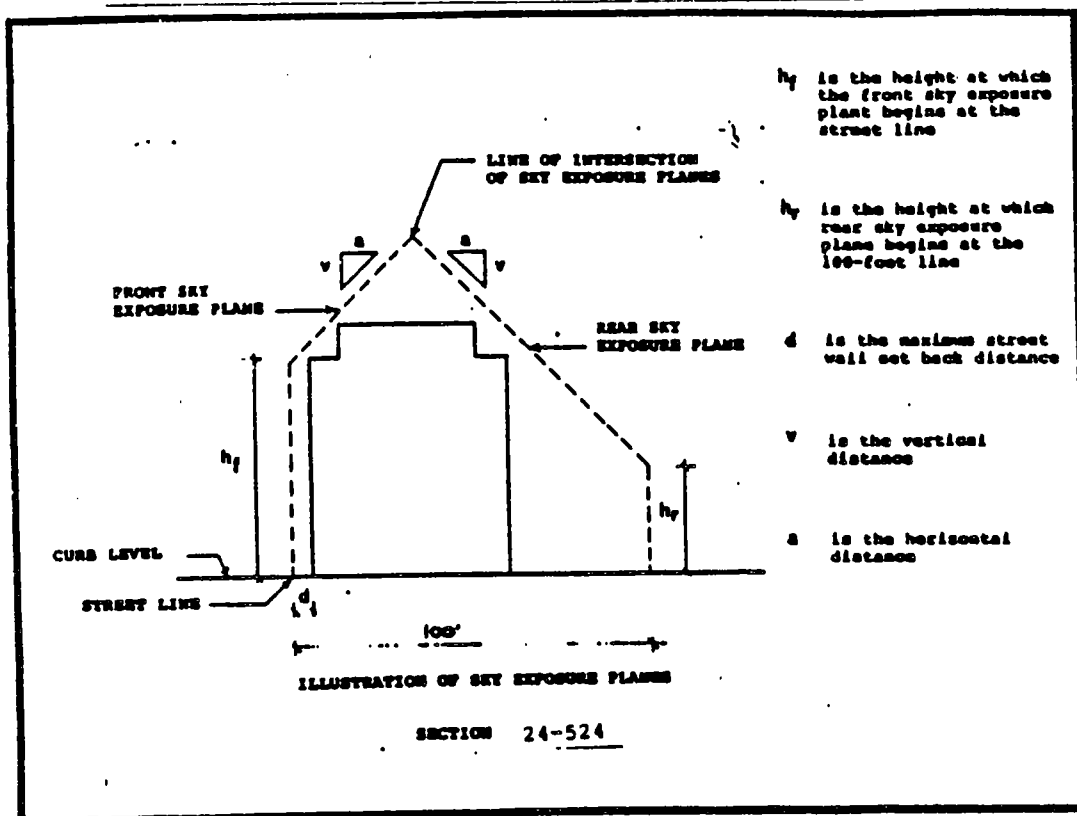 LINE OF INTERSECTION
OF SKY EXPOSURE PLANES
a
v
a
v
FRONT SKY
EXPOSURE PLANE
REAR SKY
EXPOSURE PLANE
hf
hr
CURB LEVEL
STREET LINE
d
100'
ILLUSTRATION OF SKY EXPOSURE PLANES
SECTION 24-524
hf is the height at which
the front sky exposure
plant begins at the
street line
hr is the height at which
rear sky exposure
plane begins at the
100-foot line
d is the maximum street
wall set back distance
v is the vertical
distance
a is the horizontal
distance